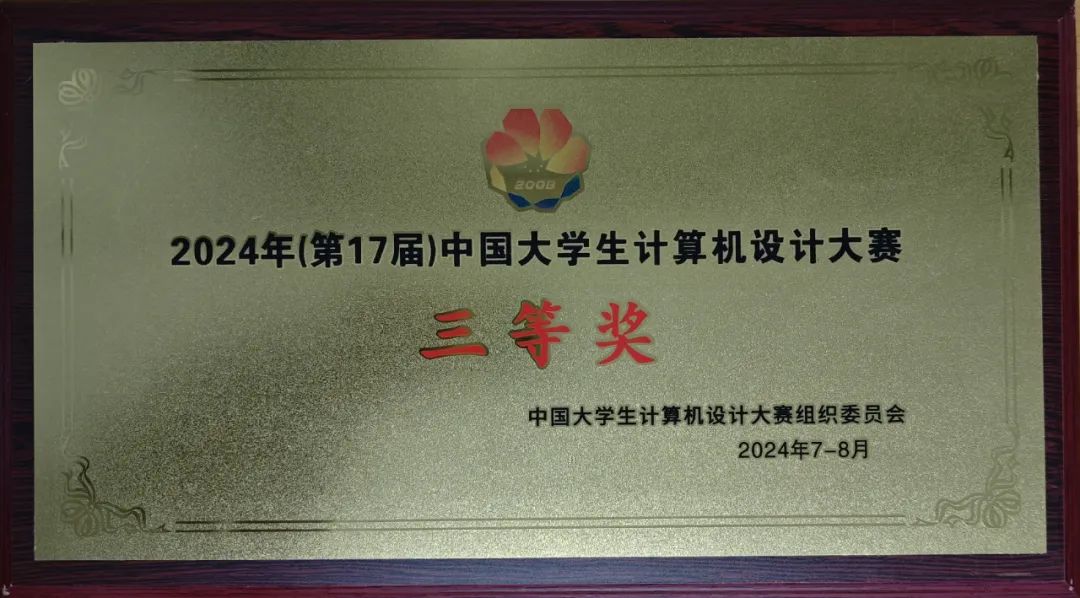 2008
2024年(第17届)中国大学生计算机设计大赛
三等奖
中国大学生计算机设计大赛组织委员会
2024年7-8月